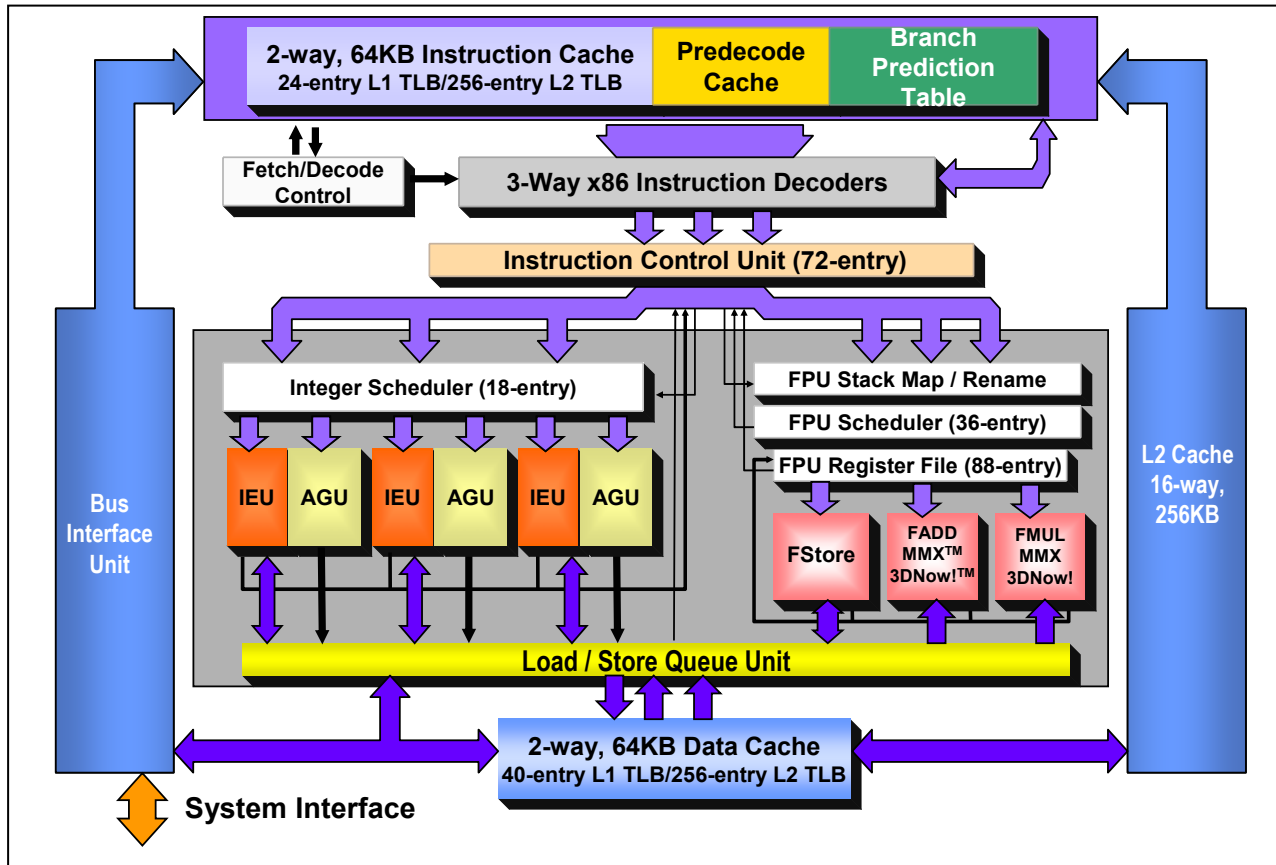 2-way, 64KB Instruction Cache
24-entry L1 TLB/256-entry L2 TLB
Predecode
Cache
Branch
Prediction
Table
Fetch/Decode
Control
3-Way x86 Instruction Decoders
Instruction Control Unit (72-entry)
Bus
Interface
Unit
Integer Scheduler (18-entry)
FPU Stack Map / Rename
FPU Scheduler (36-entry)
FPU Register File (88-entry)
L2 Cache
16-way,
256KB
IEU
AGU
IEU
AGU
IEU
AGU
FStore
FADD
MMX™
3DNow!™
FMUL
MMX
3DNow!
Load / Store Queue Unit
2-way, 64KB Data Cache
40-entry L1 TLB/256-entry L2 TLB
System Interface